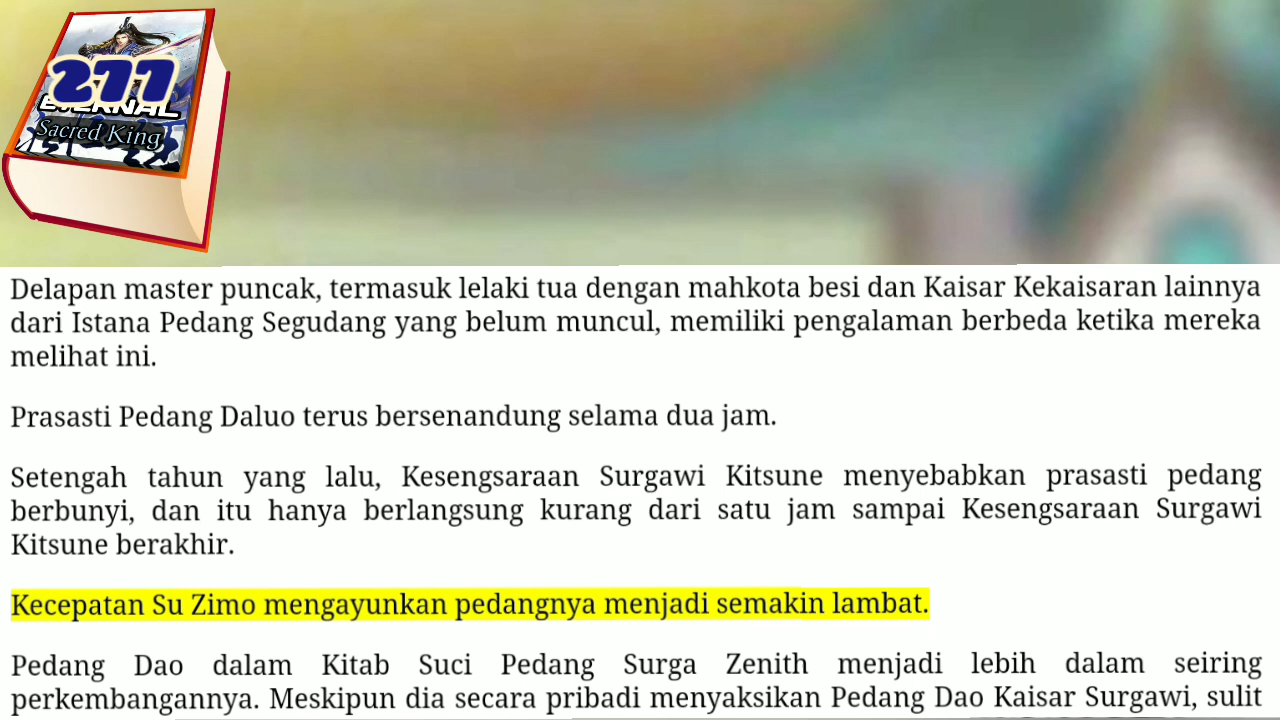 277
ETERNAL
Sacred King
Delapan master puncak, termasuk lelaki tua dengan mahkota besi dan Kaisar Kekaisaran lainnya
dari Istana Pedang Segudang yang belum muncul, memiliki pengalaman berbeda ketika mereka
melihat ini.
Prasasti Pedang Daluo terus bersenandung selama dua jam.
Setengah tahun yang lalu, Kesengsaraan Surgawi Kitsune menyebabkan prasasti pedang
berbunyi, dan itu hanya berlangsung kurang dari satu jam sampai Kesengsaraan Surgawi
Kitsune berakhir.
Kecepatan Su Zimo mengayunkan pedangnya menjadi semakin lambat.
Pedang Dao dalam Kitab Suci Pedang Surga Zenith menjadi lebih dalam seiring
perkembangannya. Meskipun dia secara pribadi menyaksikan Pedang Dao Kaisar Surgawi, sulit